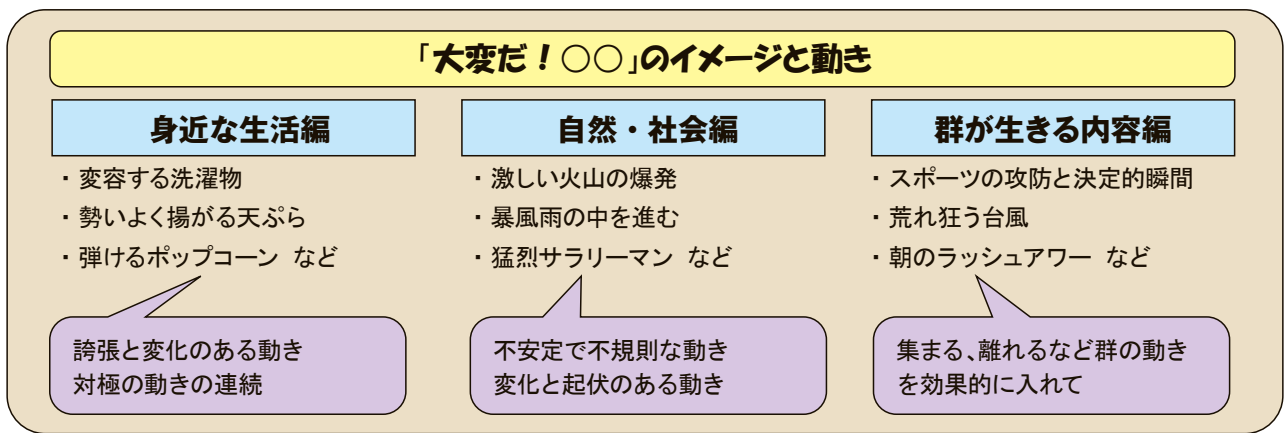 「大変だ！○○」のイメージと動き
身近な生活編
・変容する洗濯物
・勢いよく揚がる天ぷら
・弾けるポップコーン など
誇張と変化のある動き
対極の動きの連続
自然・社会編
・激しい火山の爆発
・暴風雨の中を進む
・猛烈サラリーマン など
不安定で不規則な動き
変化と起伏のある動き
群が生きる内容編
・スポーツの攻防と決定的瞬間
・荒れ狂う台風
・朝のラッシュアワー など
集まる、離れるなど群の動き
を効果的に入れて